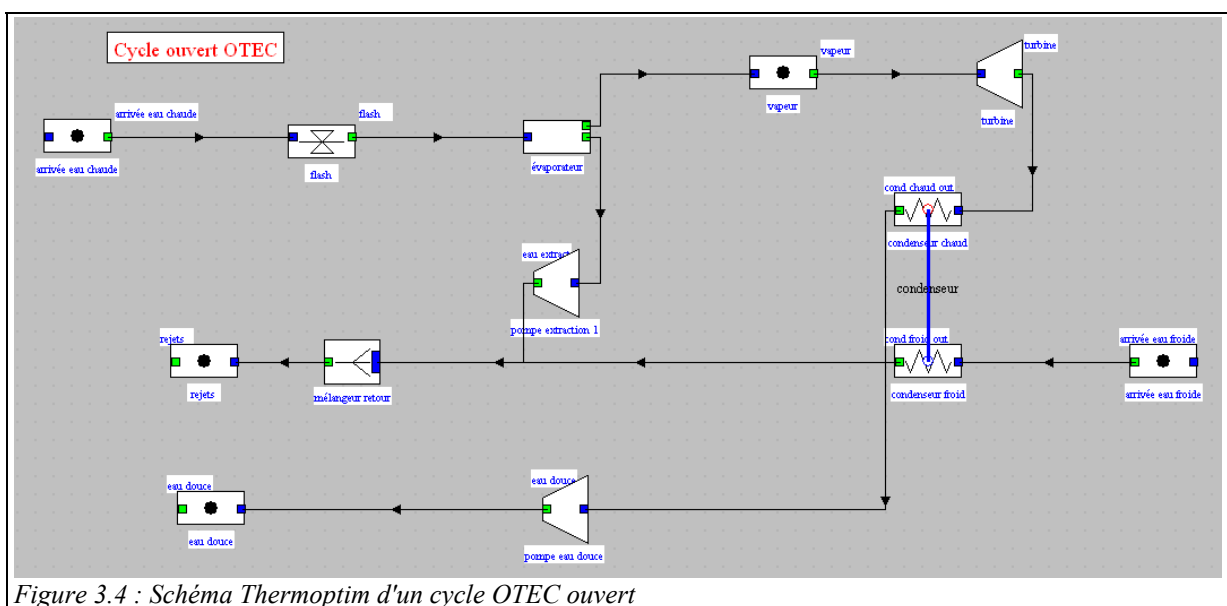 Cycle ouvert OTEC
turbine
vapeur
arrivée eau chaude
flash
vapeur
turbine
arrivée eau chaude
flash
évaporateur
cond chaud out
condenseur chaud
eau extract
condenseur
pompe extraction 1
rejets
cond froid out
arrivée eau froide
rejets
mélangeur retour
condenseur froid
arrivée eau froide
eau douce
eau douce
eau douce
pompe eau douce
Figure 3.4 : Schéma Thermoptim d'un cycle OTEC ouvert